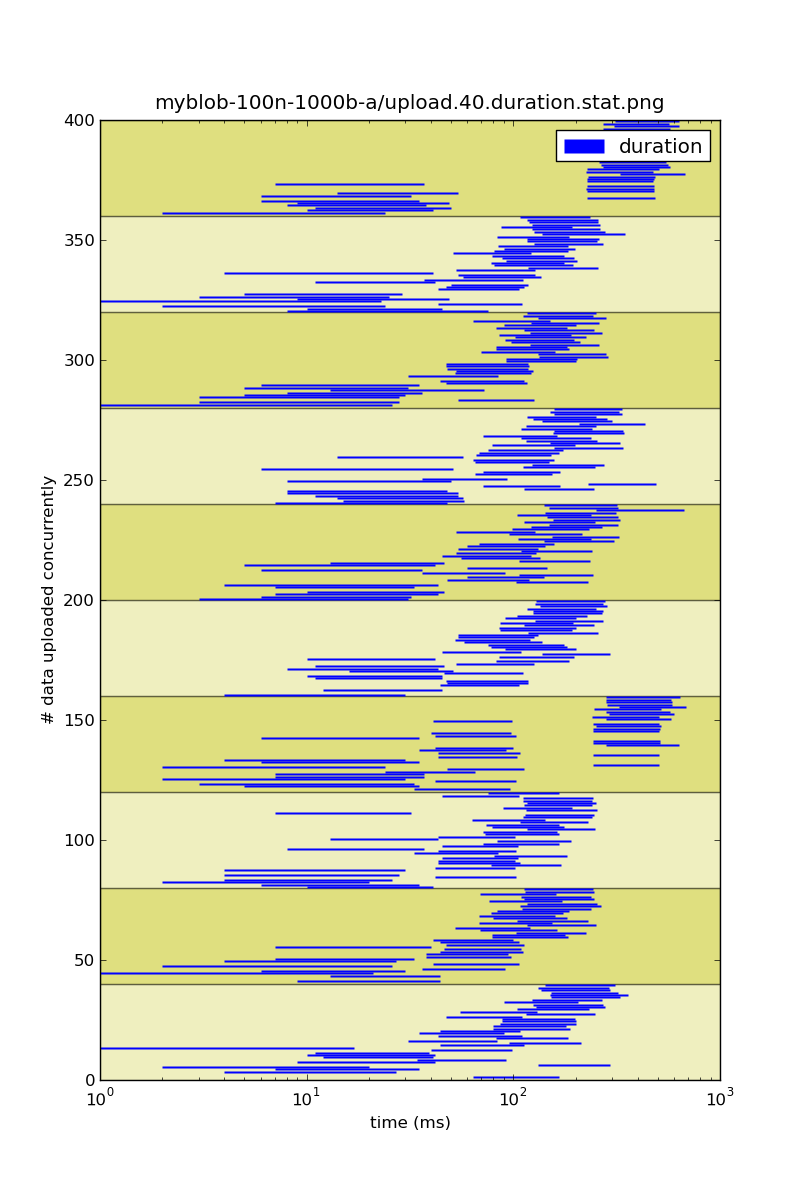 myblob-100n-1000b-a/upload.40.duration.stat.png
duration
400
350
300
250
200
150
100
50
0
# data uploaded concurrently
10^0 10^1 10^2 10^3
time (ms)